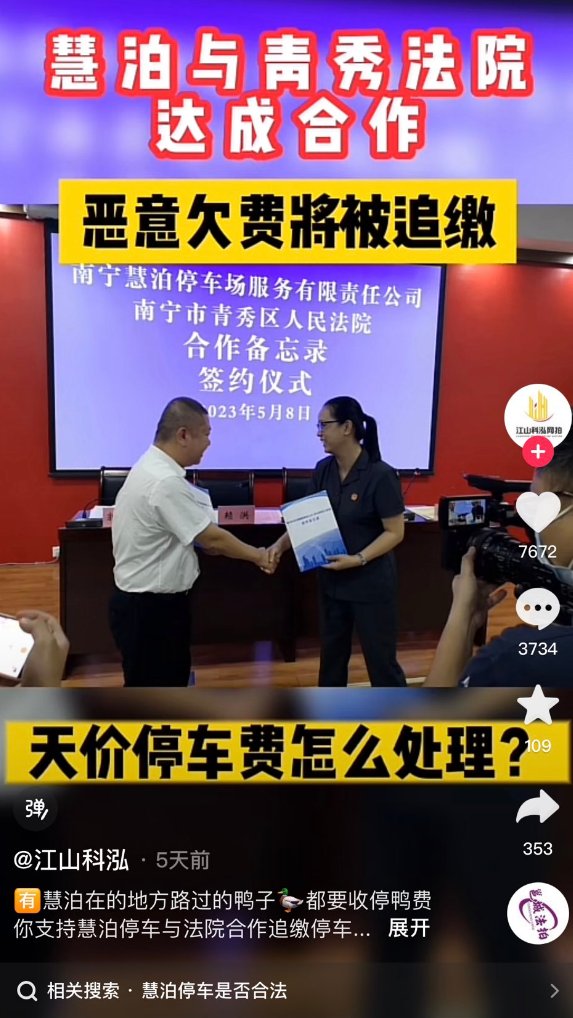 慧泊与青秀法院
达成合作
恶意欠费將被追缴
南宁慧泊停车场服务有限责任公司
南宁市青秀区人民法院
合作备忘录
签约仪式
2023年5月8日
江山科泓网拍
7672
3734
天价停车费怎么处理？
109
弹
353
@江山科泓 · 5天前
有慧泊在的地方路过的鸭子🦆都要收停鸭费
你支持慧泊停车与法院合作追缴停车... 展开
相关搜索 · 慧泊停车是否合法